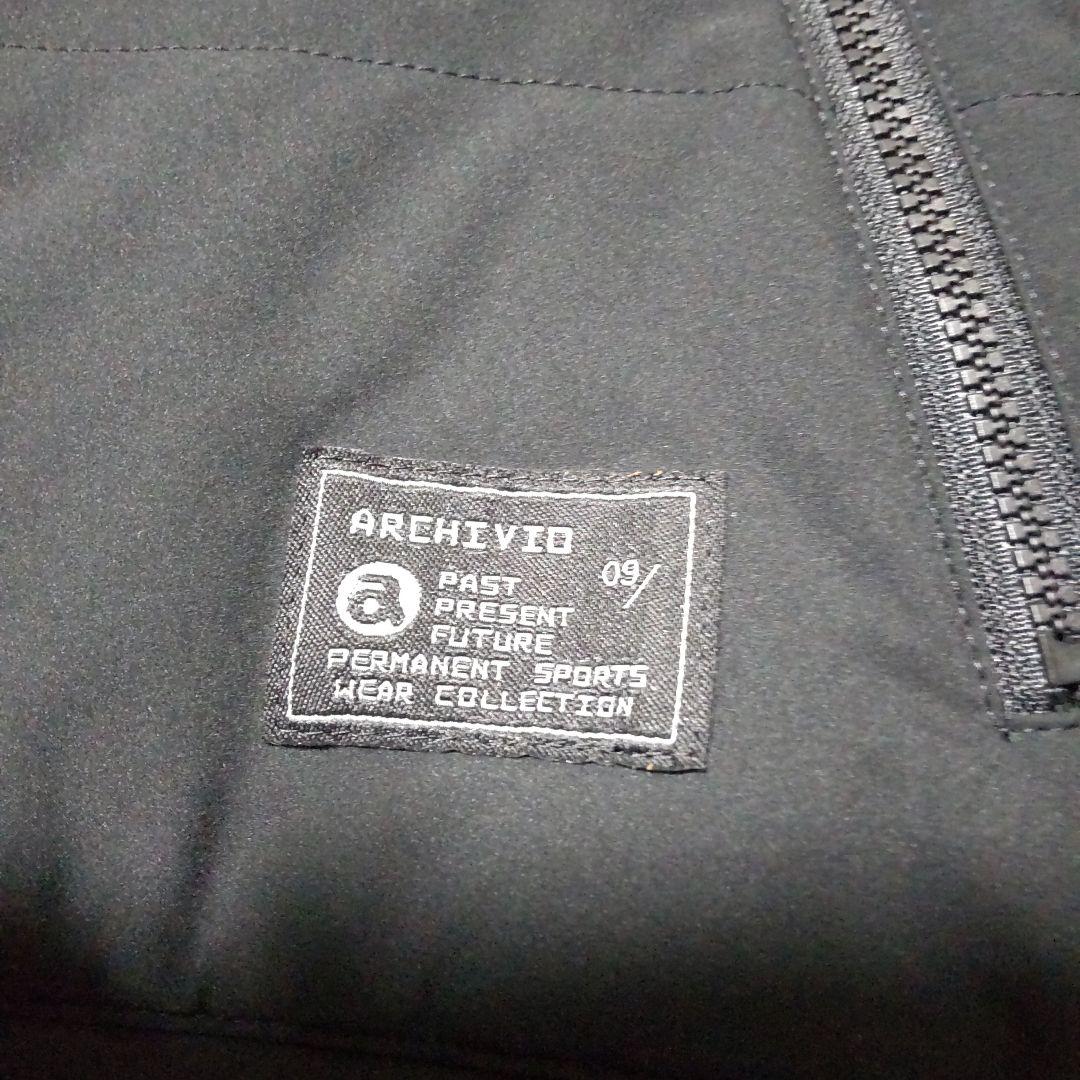 ARCHIVIO
a
PAST 09/
PRESENT
FUTURE
PERMANENT SPORTS
WEAR COLLECTION